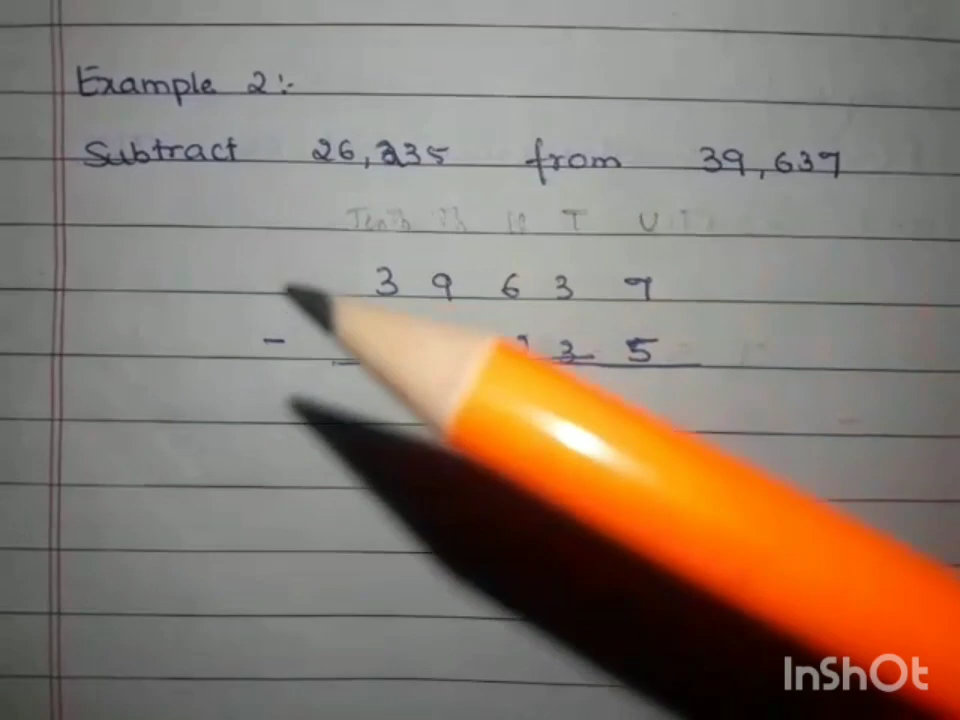 Example 2:-
Subtract 26,235 from 39,637
T U
3 9 6 3 7
- 3 5
InShOt